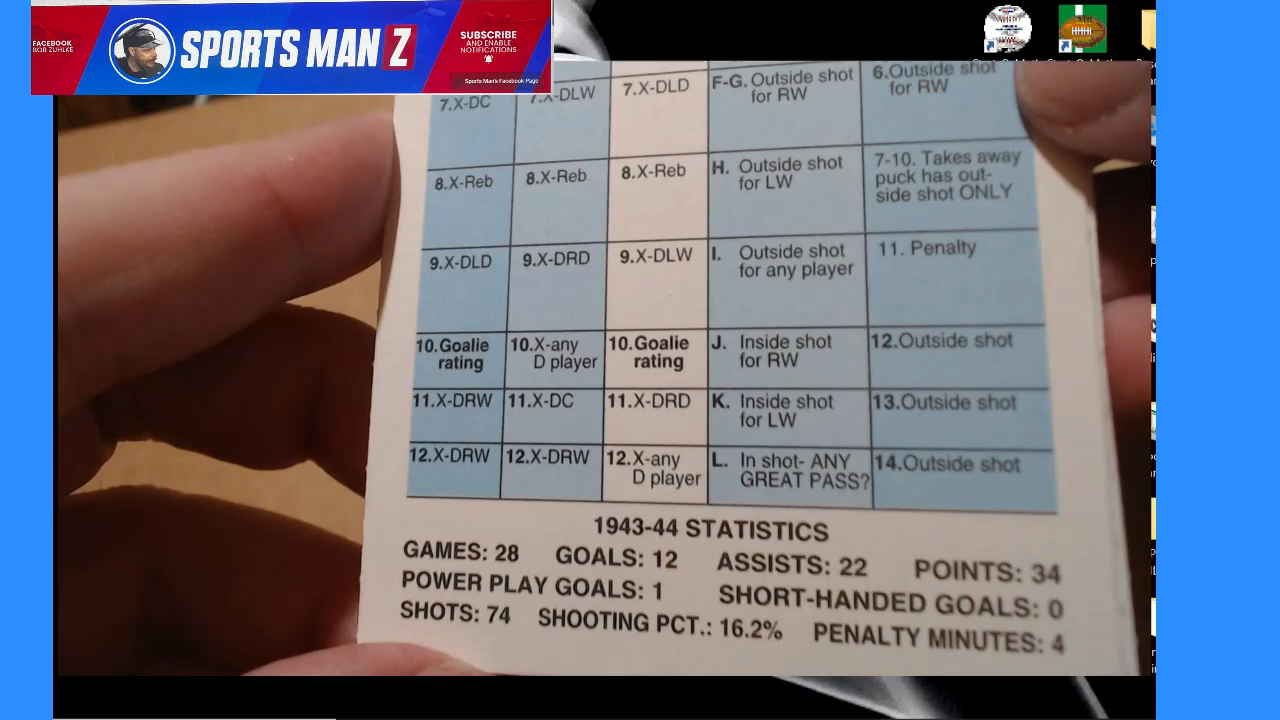 FACEBOOK
BOB ZUHLKE
SPORTS MAN Z
SUBSCRIBE
AND ENABLE
NOTIFICATIONS
Sports Man's Facebook Page
7.X-DC
7.X-DLW
7.X-DLD
F-G. Outside shot
for RW
6.Outside shot
for RW
8.X-Reb
8.X-Reb
8.X-Reb
H. Outside shot
for LW
7-10. Takes away
puck has out-
side shot ONLY
9.X-DLD
9.X-DRD
9.X-DLW
I. Outside shot
for any player
11. Penalty
10.Goalie
rating
10.X-any
D player
10.Goalie
rating
J. Inside shot
for RW
12.Outside shot
11.X-DRW
11.X-DC
11.X-DRD
K. Inside shot
for LW
13.Outside shot
12.X-DRW
12.X-DRW
12.X-any
D player
L. In shot- ANY
GREAT PASS?
14.Outside shot
1943-44 STATISTICS
GAMES: 28 GOALS: 12 ASSISTS: 22 POINTS: 34
POWER PLAY GOALS: 1 SHORT-HANDED GOALS: 0
SHOTS: 74 SHOOTING PCT.: 16.2% PENALTY MINUTES: 4